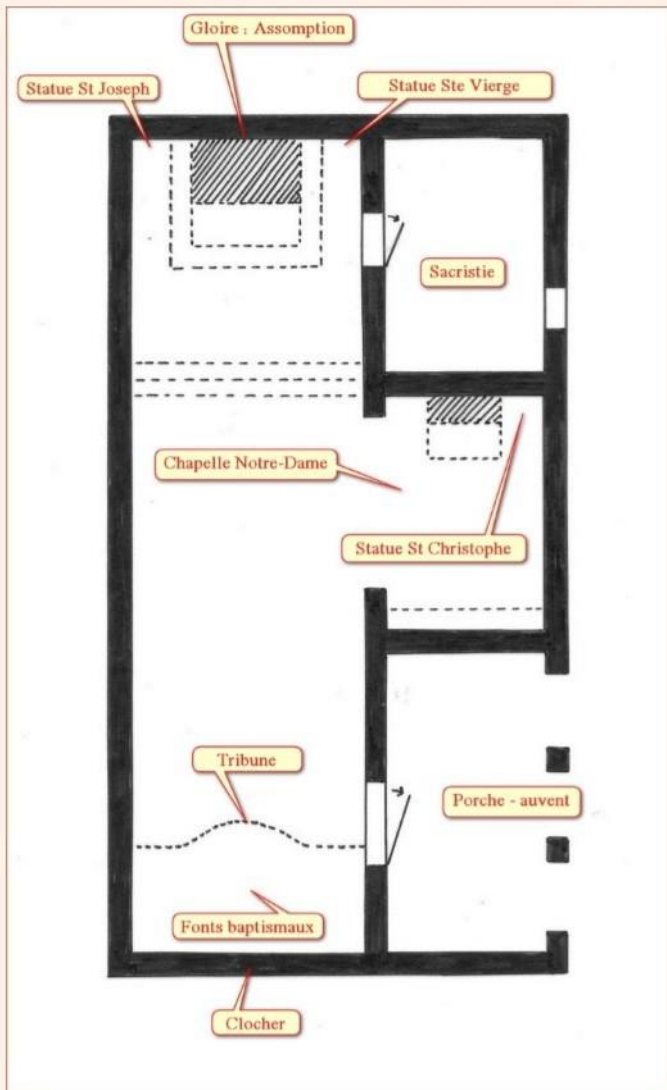 Gloire : Assomption
Statue St Joseph
Statue Ste Vierge
Sacristie
Chapelle Notre-Dame
Statue St Christophe
Tribune
Porche - auvent
Fonts baptismaux
Clocher